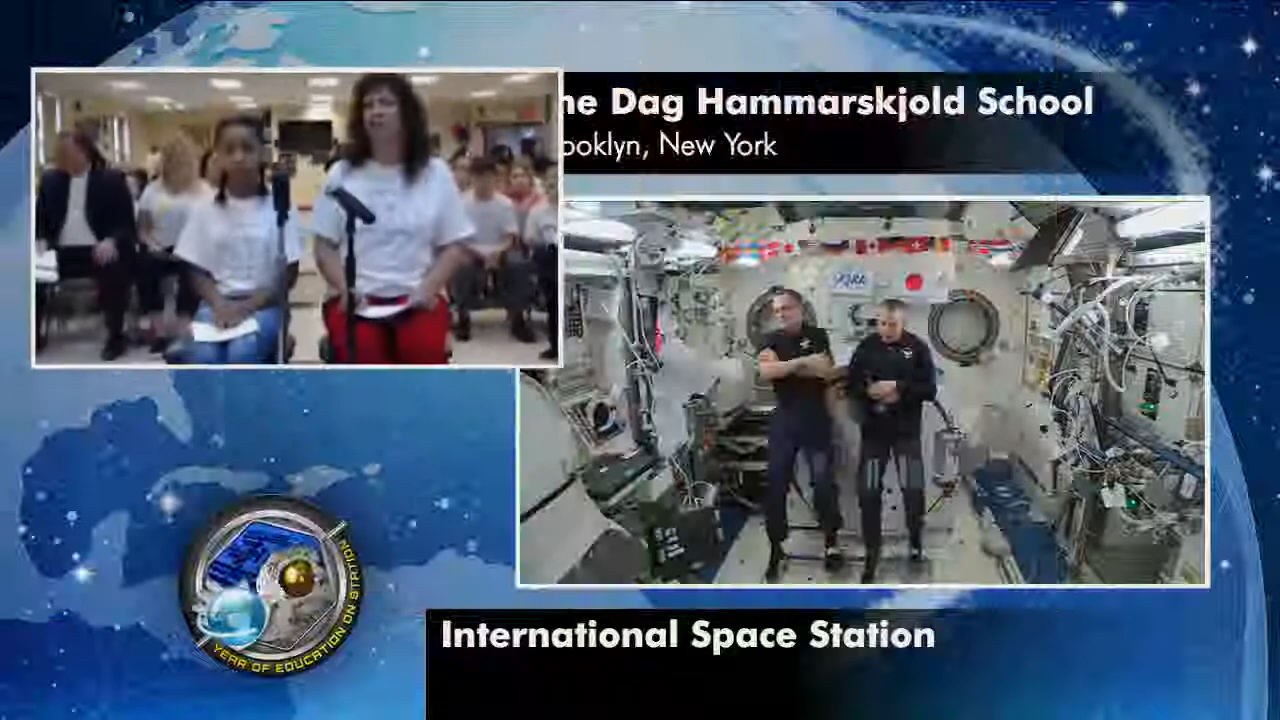 he Dag Hammarskjold School
ooklyn, New York
International Space Station
YEAR OF EDUCATION ON STATION